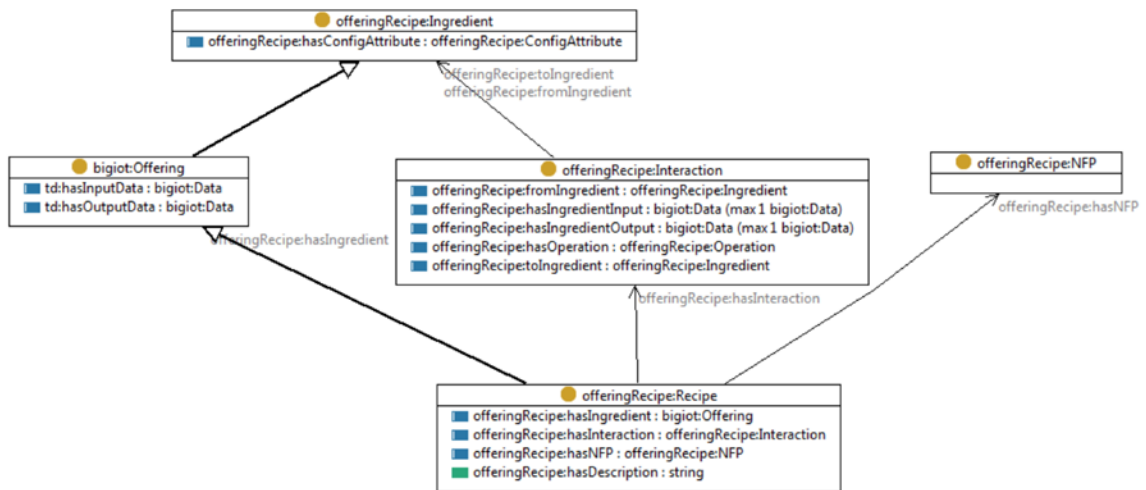 offeringRecipe:Ingredient
offeringRecipe:hasConfigAttribute : offeringRecipe:ConfigAttribute
offeringRecipe:toIngredient
offeringRecipe:fromIngredient
bigiot:Offering
td:hasInputData : bigiot:Data
td:hasOutputData : bigiot:Data
offeringRecipe:hasIngredient
offeringRecipe:Interaction
offeringRecipe:fromIngredient : offeringRecipe:Ingredient
offeringRecipe:hasIngredientInput : bigiot:Data (max 1 bigiot:Data)
offeringRecipe:hasIngredientOutput : bigiot:Data (max 1 bigiot:Data)
offeringRecipe:hasOperation : offeringRecipe:Operation
offeringRecipe:toIngredient : offeringRecipe:Ingredient
offeringRecipe:NFP
offeringRecipe:hasNFP
offeringRecipe:hasInteraction
offeringRecipe:Recipe
offeringRecipe:hasIngredient : bigiot:Offering
offeringRecipe:hasInteraction : offeringRecipe:Interaction
offeringRecipe:hasNFP : offeringRecipe:NFP
offeringRecipe:hasDescription : string